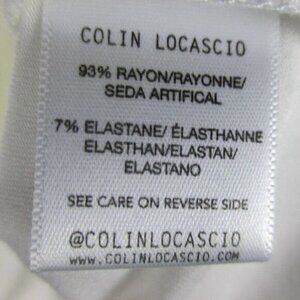 COLIN LOCASCIO
93% RAYON/RAYONNE/
SEDA ARTIFICAL
7% ELASTANE/ ÉLASTHANNE
ELASTHAN/ELASTAN/
ELASTANO
SEE CARE ON REVERSE SIDE
@COLINLOCASCIO
WWW.COLINLOCASCIO.COM